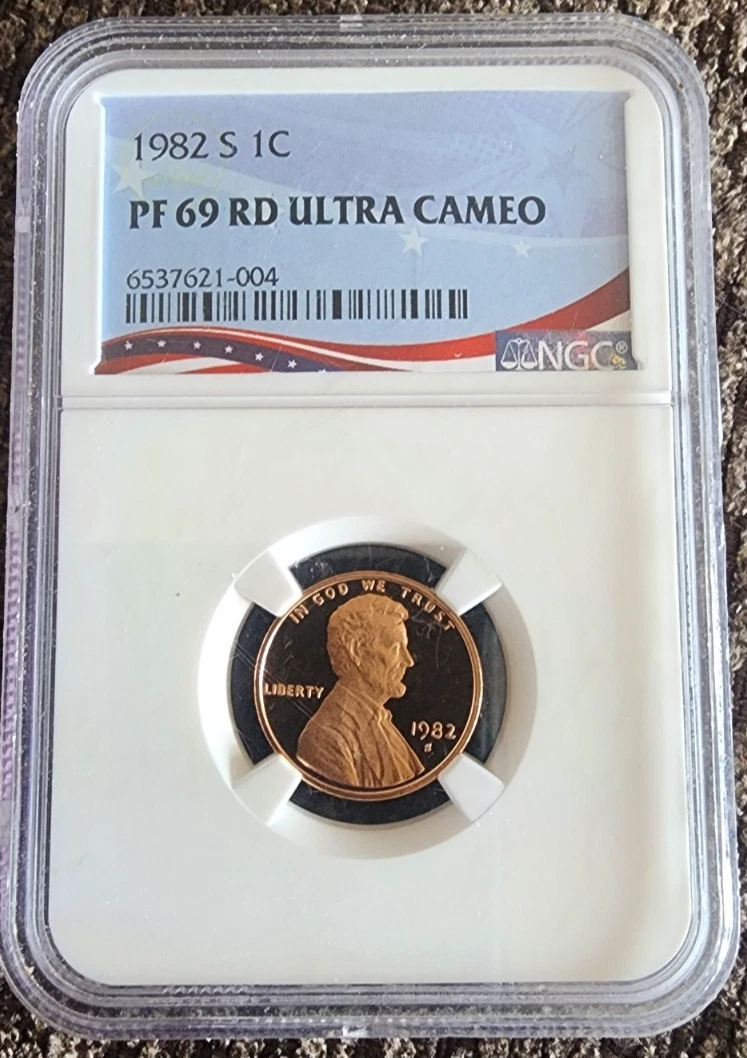 1982 S 1C
PF 69 RD ULTRA CAMEO
6537621-004
NGC®
IN GOD WE TRUST
LIBERTY
1982
S